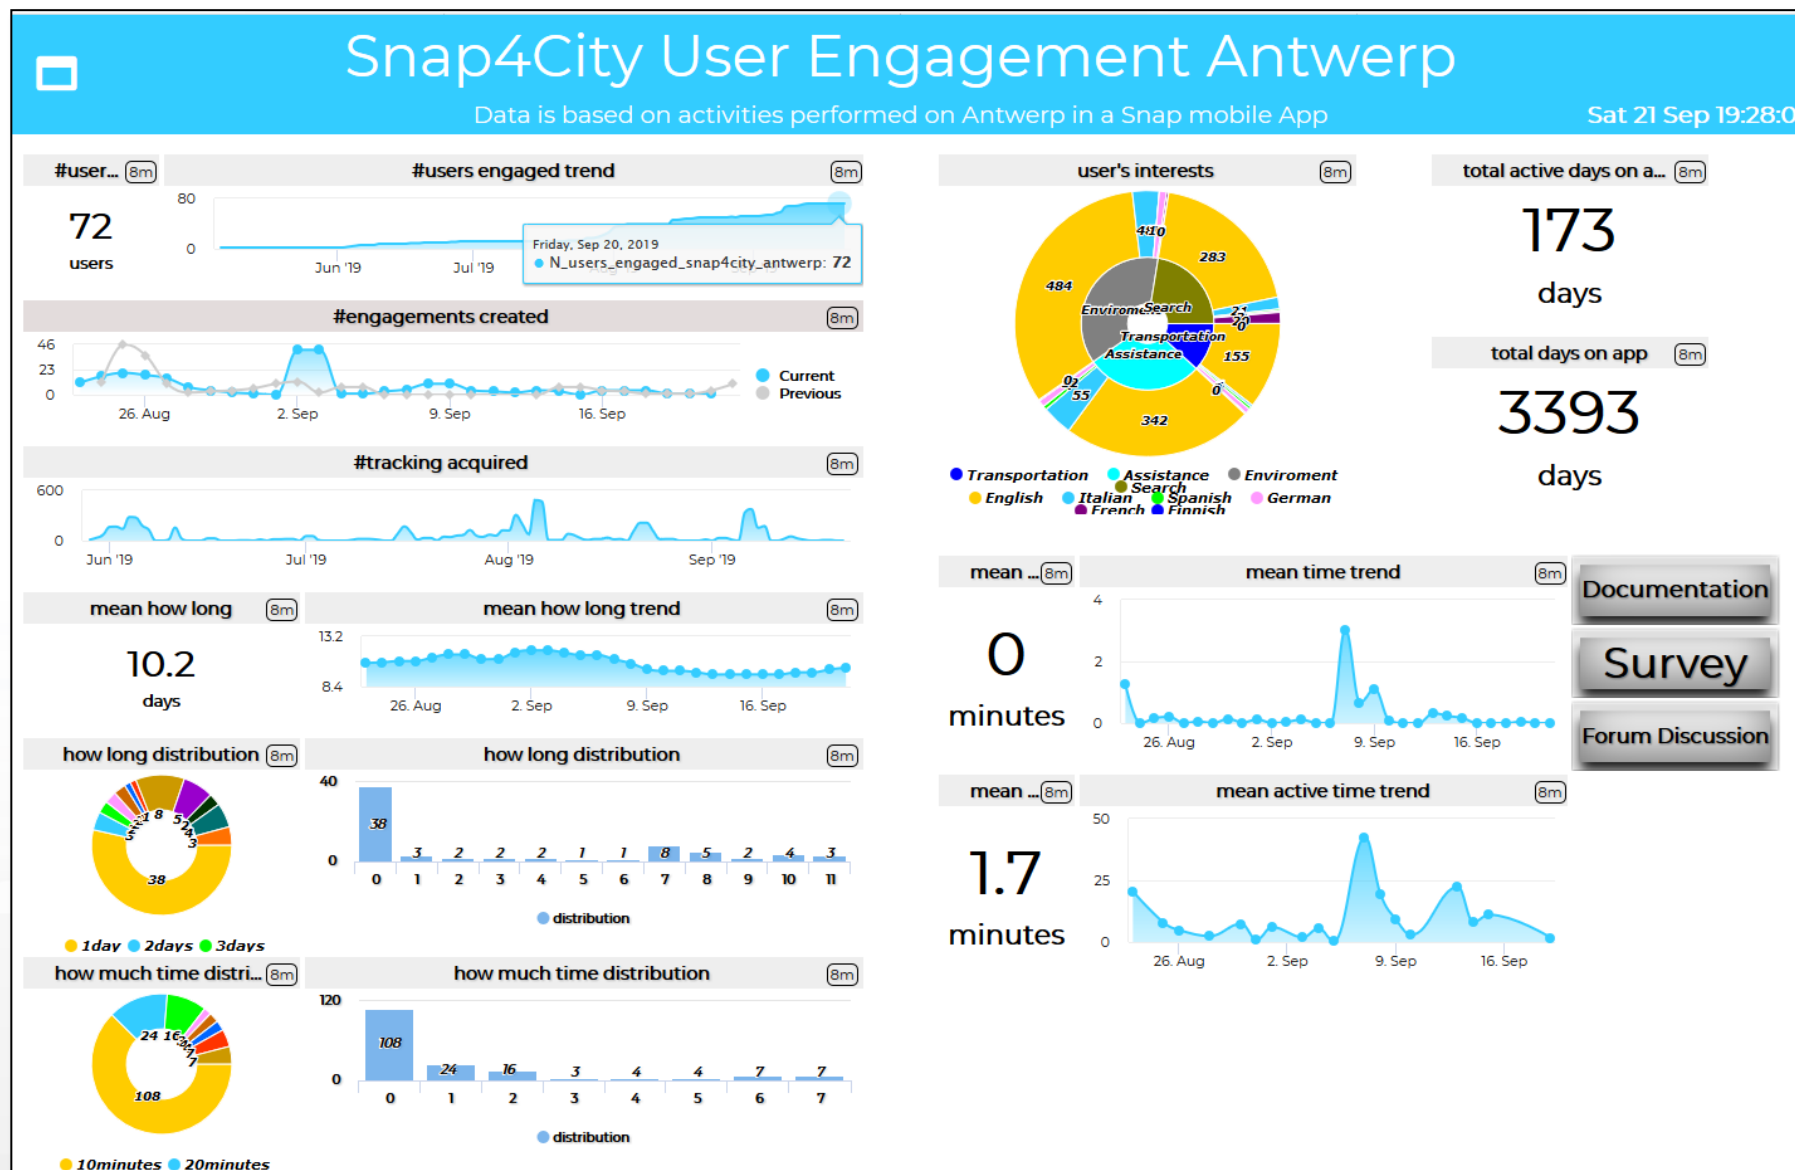 Snap4City User Engagement Antwerp
Data is based on activities performed on Antwerp in a Snap mobile App
Sat 21 Sep 19:28:0
#user... 8m
#users engaged trend 8m
72
users
80
0
Jun '19 Jul '19
Friday, Sep 20, 2019
N_users_engaged_snap4city_antwerp: 72
#engagements created 8m
46
23
0
26. Aug 2. Sep 9. Sep 16. Sep
Current
Previous
#tracking acquired 8m
600
0
Jun '19 Jul '19 Aug '19 Sep '19
mean how long 8m
10.2
days
mean how long trend 8m
13.2
8.4
26. Aug 2. Sep 9. Sep 16. Sep
how long distribution 8m
8 5 2 4 3
38
1day 2days 3days
how long distribution 8m
40
0
38 3 2 2 2 1 1 8 5 2 4 3
0 1 2 3 4 5 6 7 8 9 10 11
distribution
how much time distri... 8m
24 16
7
7
108
10minutes 20minutes
how much time distribution 8m
120
0
108 24 16 3 4 4 7 7
0 1 2 3 4 5 6 7
distribution
user's interests 8m
283
484
Enviroment Search
Transportation
Assistance
155
55
342
Transportation Assistance Enviroment
Search
English Italian Spanish German
French Finnish
total active days on a... 8m
173
days
total days on app 8m
3393
days
mean ... 8m
0
minutes
mean time trend 8m
4
2
0
26. Aug 2. Sep 9. Sep 16. Sep
Documentation
Survey
Forum Discussion
mean ... 8m
1.7
minutes
mean active time trend 8m
50
25
0
26. Aug 2. Sep 9. Sep 16. Sep